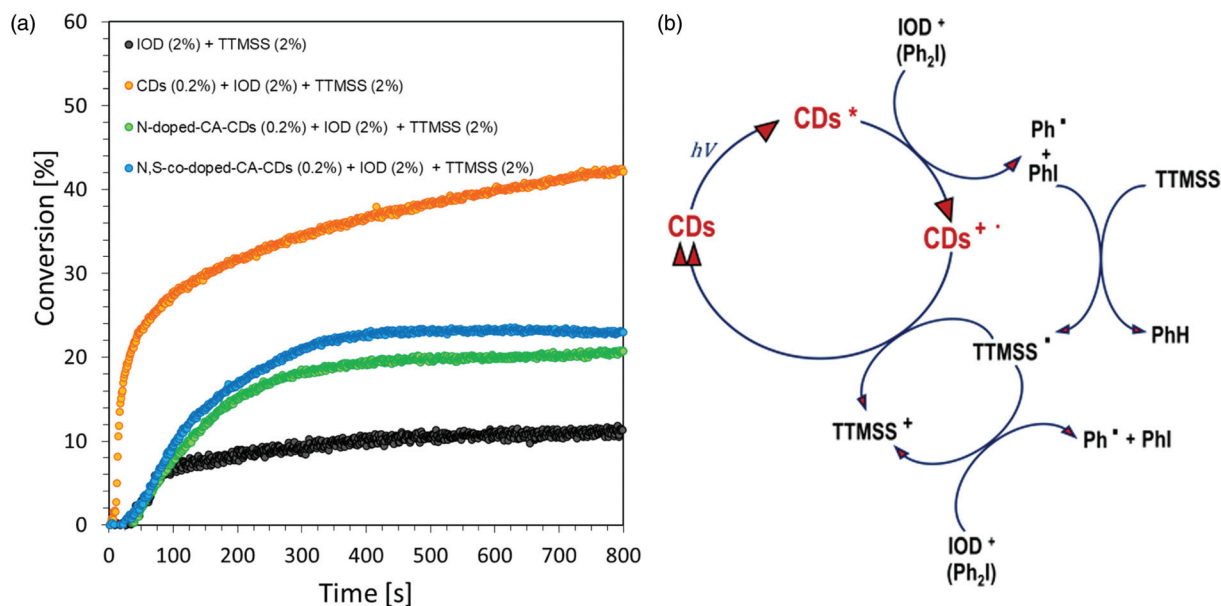 (a)
60
50
40
30
20
10
0
Conversion [%]
IOD (2%) + TTMSS (2%)
CDs (0.2%) + IOD (2%) + TTMSS (2%)
N-doped-CA-CDs (0.2%) + IOD (2%) + TTMSS (2%)
N,S-co-doped-CA-CDs (0.2%) + IOD (2%) + TTMSS (2%)
0 100 200 300 400 500 600 700 800
Time [s]
(b)
IOD +
(Ph2I)
CDs *
hV
Ph ▪
+
PhI
TTMSS
CDs
CDs + ·
TTMSS ▪
PhH
TTMSS +
Ph ▪ + PhI
IOD +
(Ph2I)